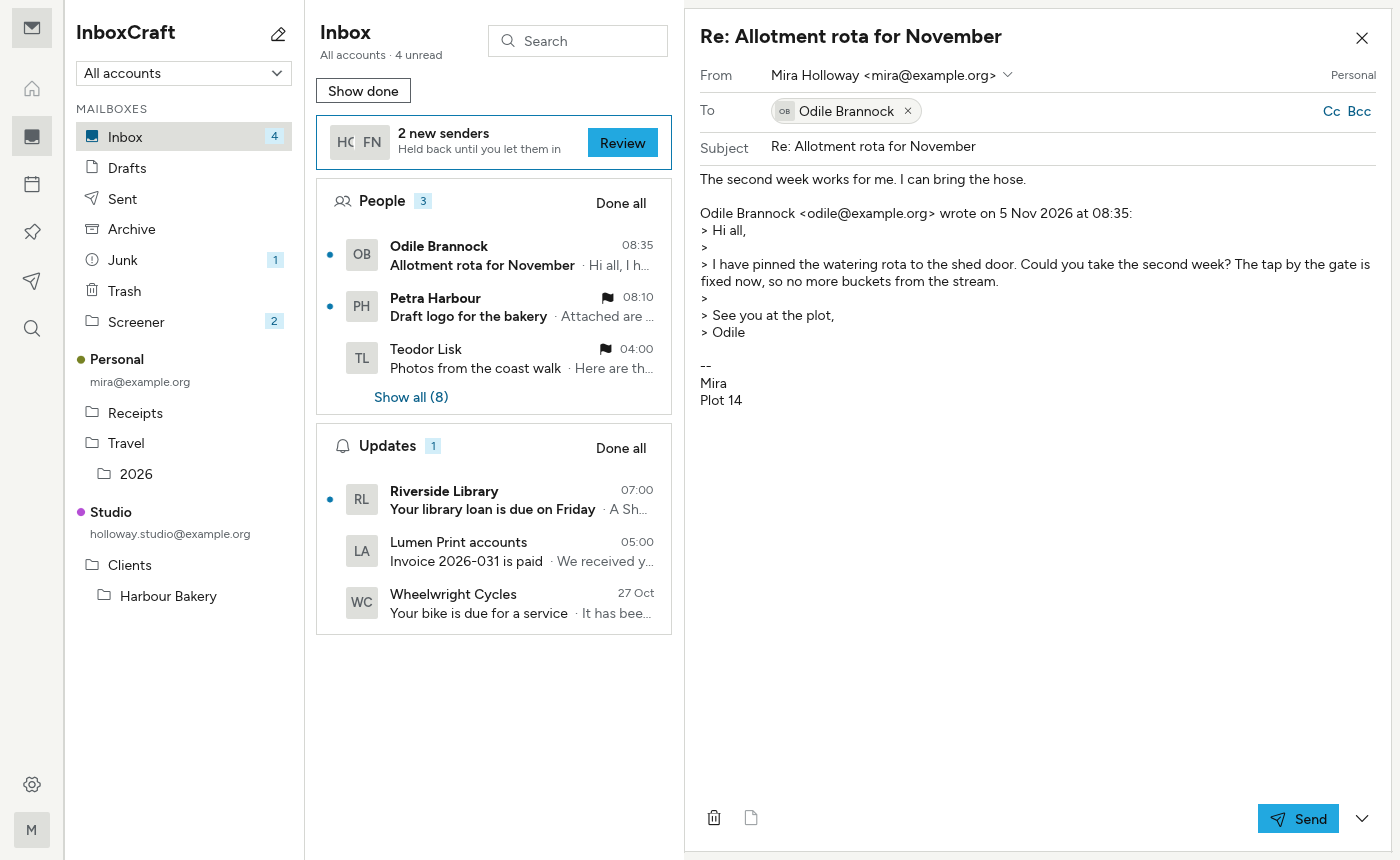 InboxCraft
All accounts
MAILBOXES
Inbox 4
Drafts
Sent
Archive
Junk 1
Trash
Screener 2
Personal
mira@example.org
Receipts
Travel
2026
Studio
holloway.studio@example.org
Clients
Harbour Bakery
M
Inbox
All accounts · 4 unread
Search
Show done
FN
2 new senders
Held back until you let them in
Review
People 3
Done all
OB
Odile Brannock 08:35
Allotment rota for November · Hi all, I h…
PH
Petra Harbour 08:10
Draft logo for the bakery · Attached are …
TL
Teodor Lisk 04:00
Photos from the coast walk · Here are th…
Show all (8)
Updates 1
Done all
RL
Riverside Library 07:00
Your library loan is due on Friday · A Sh…
LA
Lumen Print accounts 05:00
Invoice 2026-031 is paid · We received y…
WC
Wheelwright Cycles 27 Oct
Your bike is due for a service · It has bee…
Re: Allotment rota for November
From Mira Holloway <mira@example.org> Personal
To OB Odile Brannock Cc Bcc
Subject Re: Allotment rota for November
The second week works for me. I can bring the hose.
Odile Brannock <odile@example.org> wrote on 5 Nov 2026 at 08:35:
> Hi all,
>
> I have pinned the watering rota to the shed door. Could you take the second week? The tap by the gate is
fixed now, so no more buckets from the stream.
>
> See you at the plot,
> Odile
--
Mira
Plot 14
Send